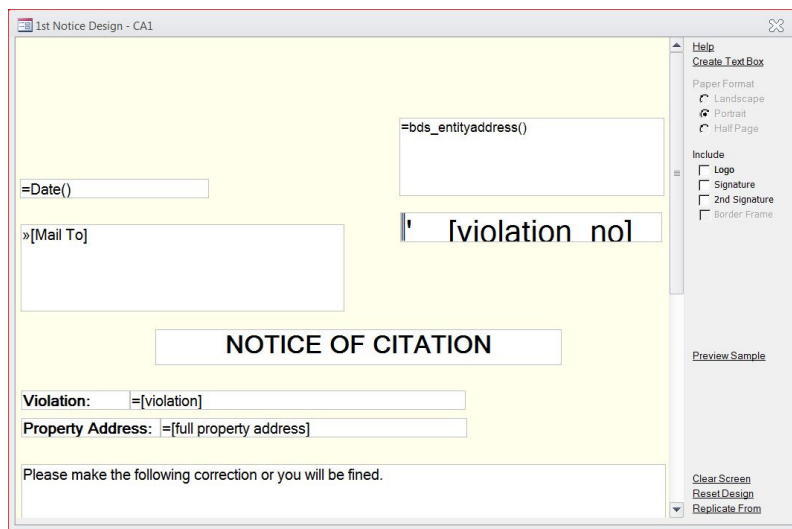 1st Notice Design - CA1
Help
Create Text Box
Paper Format
Landscape
Portrait
Half Page
Include
Logo
Signature
2nd Signature
Border Frame
Preview Sample
Clear Screen
Reset Design
Replicate From
=bds_entityaddress()
=Date()
»[Mail To]
' [violation_no]
NOTICE OF CITATION
Violation: =[violation]
Property Address: =[full property address]
Please make the following correction or you will be fined.